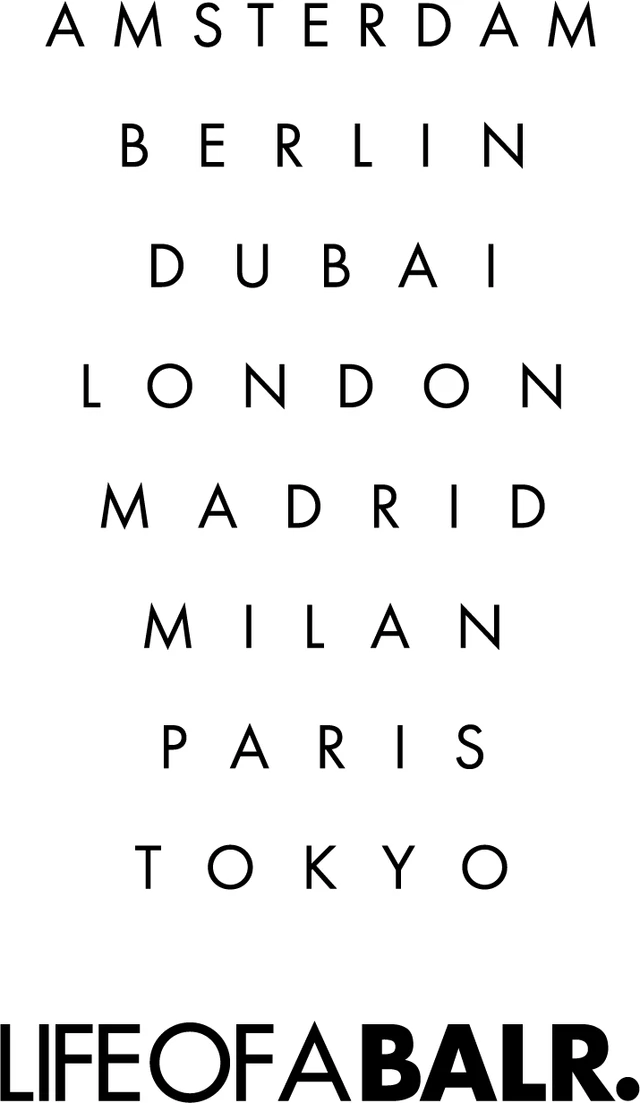 AMSTERDAM
BERLIN
DUBAI
LONDON
MADRID
MILAN
PARIS
TOKYO
LIFEOFABALR.